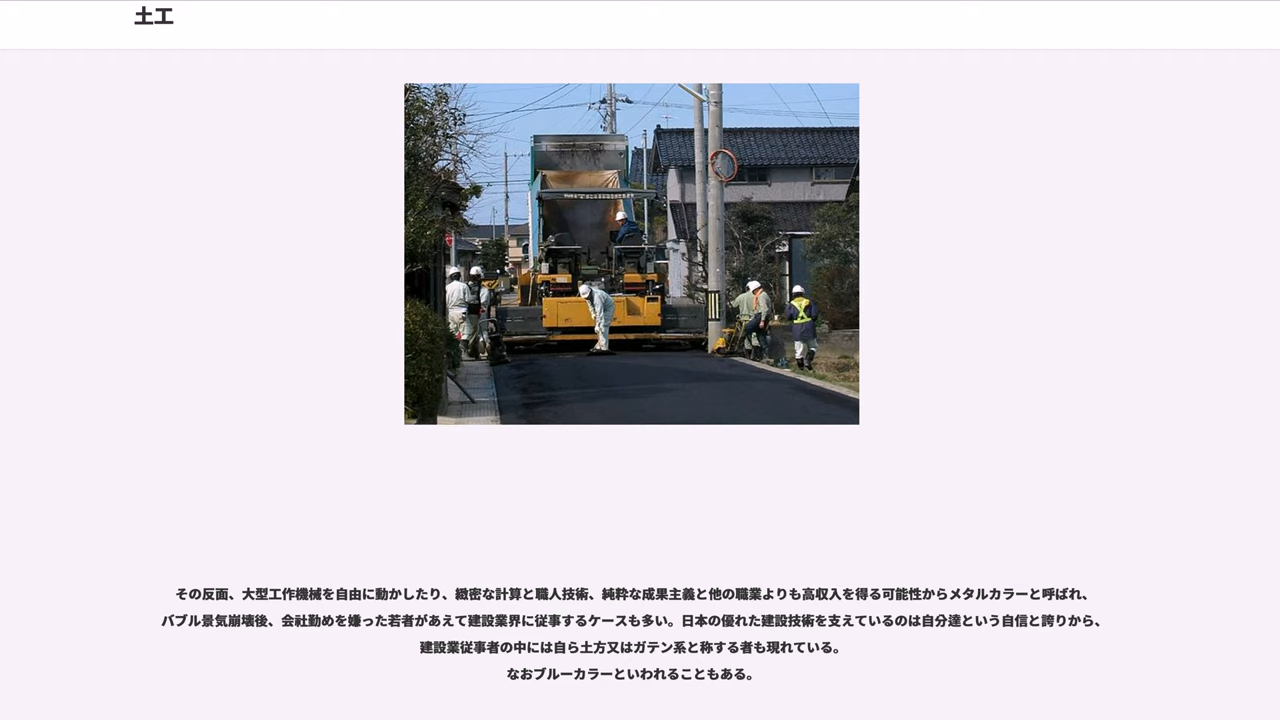 土工
その反面、大型工作機械を自由に動かしたり、緻密な計算と職人技術、純粋な成果主義と他の職業よりも高収入を得る可能性からメタルカラーと呼ばれ、
バブル景気崩壊後、会社勤めを嫌った若者があえて建設業界に従事するケースも多い。日本の優れた建設技術を支えているのは自分達という自信と誇りから、
建設業従事者の中には自ら土方又はガテン系と称する者も現れている。
なおブルーカラーといわれることもある。